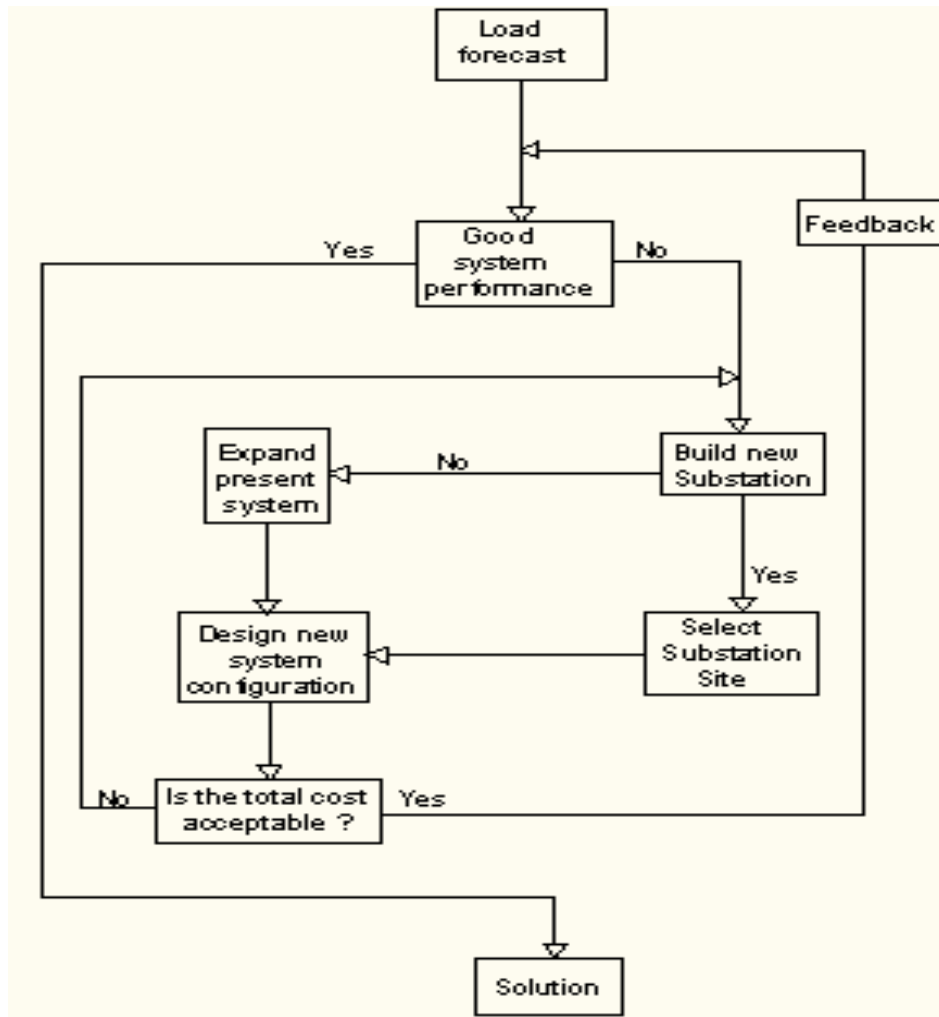 Load
forecast
Feedback
Good
system
performance
Yes
No
Expand
present
system
No
Build new
Substation
Yes
Design new
system
configuration
Select
Substation
Site
No
Is the total cost
acceptable ?
Yes
Solution